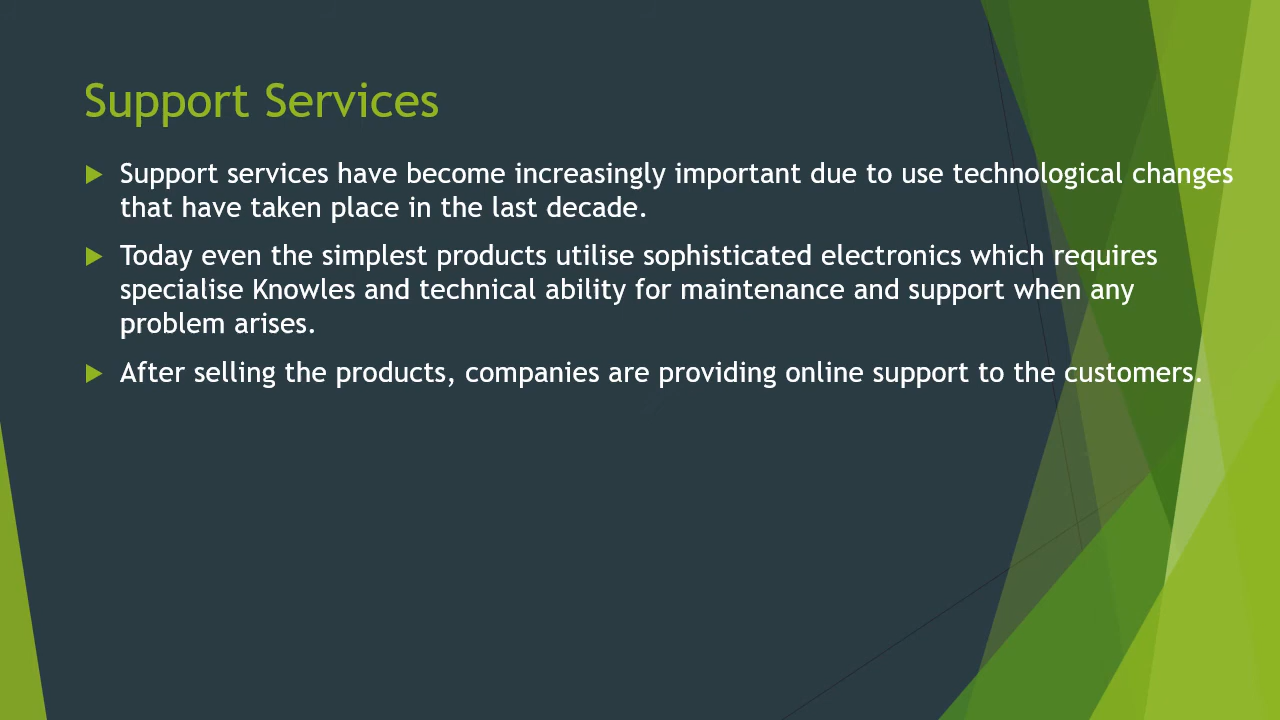 Support Services
Support services have become increasingly important due to use technological changes
that have taken place in the last decade.
Today even the simplest products utilise sophisticated electronics which requires
specialise Knowles and technical ability for maintenance and support when any
problem arises.
After selling the products, companies are providing online support to the customers.